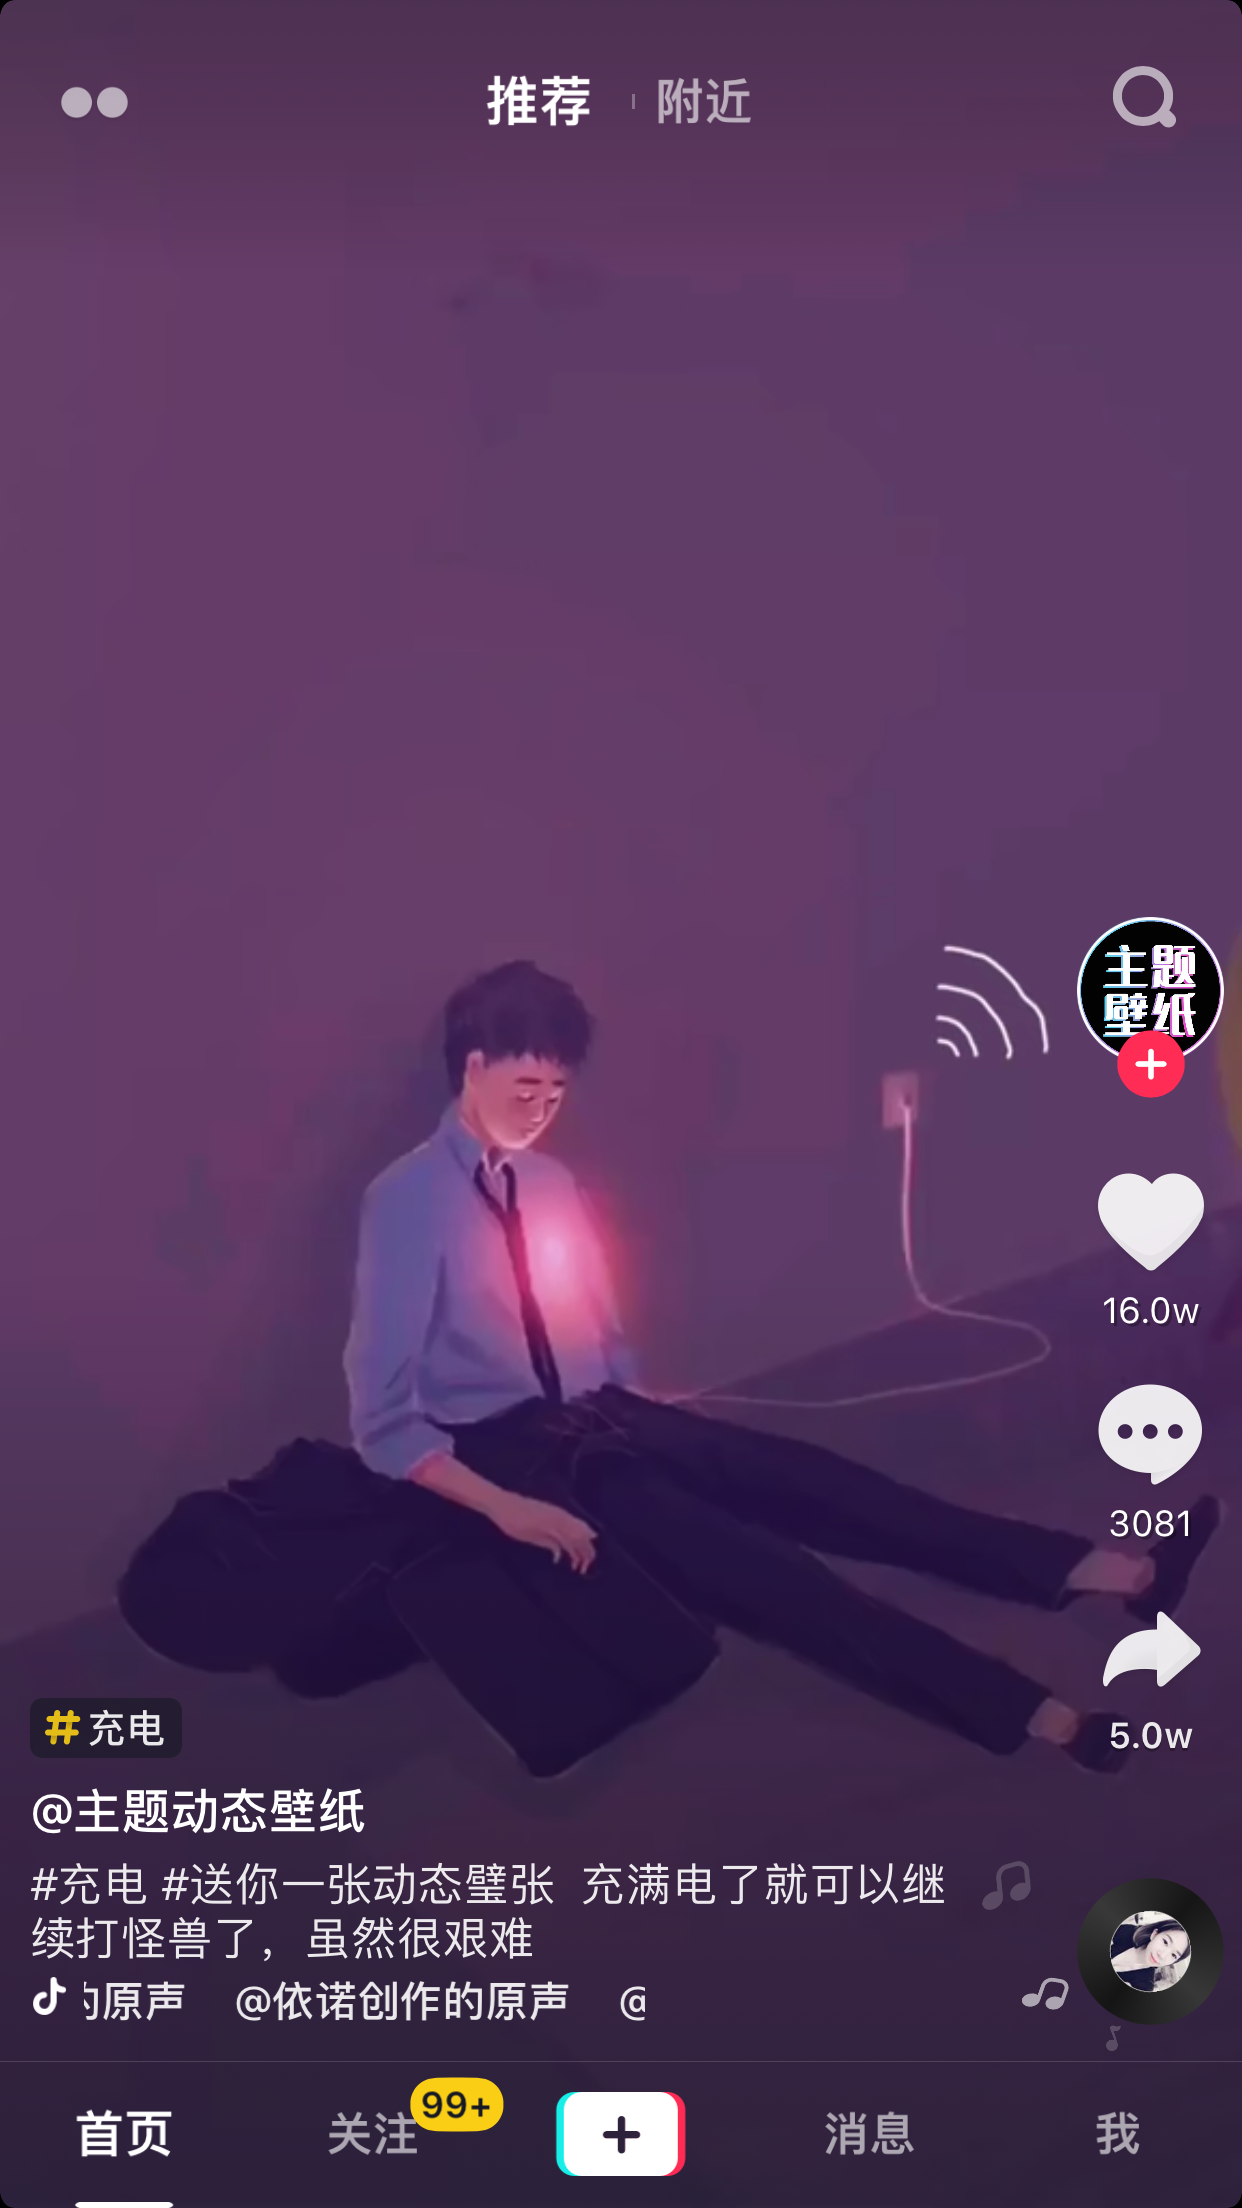 推荐 附近
主题
壁纸
16.0w
3081
5.0w
#充电
@主题动态壁纸
#充电 #送你一张动态璧张 充满电了就可以继
续打怪兽了，虽然很艰难
的原声 @依诺创作的原声 @
首页 关注 99+ 消息 我